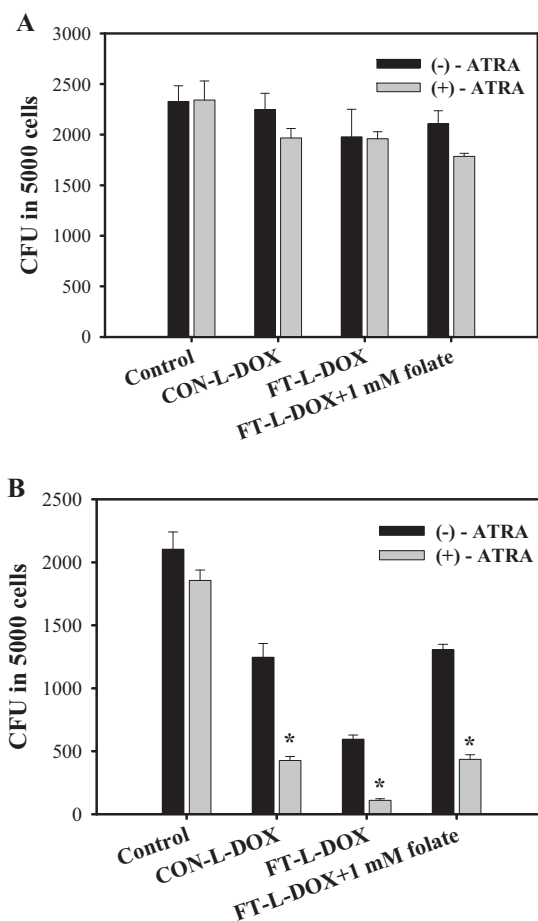 A
3000
2500
2000
1500
1000
500
0
CFU in 5000 cells
(-) - ATRA
(+) - ATRA
Control
CON-L-DOX
FT-L-DOX
FT-L-DOX+1 mM folate
B
2500
2000
1500
1000
500
0
CFU in 5000 cells
(-) - ATRA
(+) - ATRA
*
*
*
Control
CON-L-DOX
FT-L-DOX
FT-L-DOX+1 mM folate